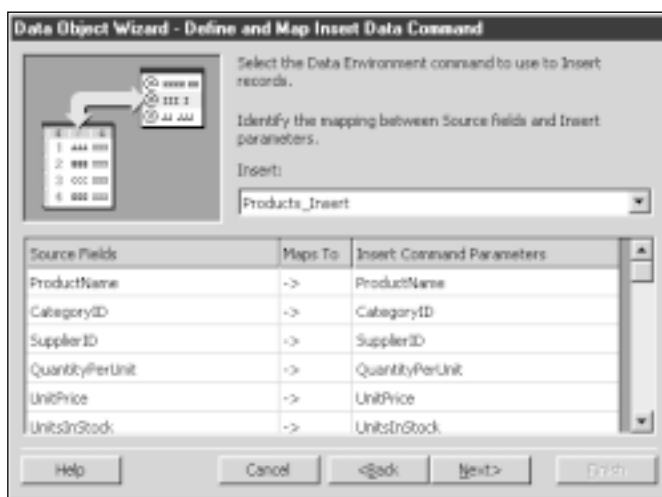 Data Object Wizard - Define and Map Insert Data Command
Select the Data Environment command to use to Insert
records.
Identify the mapping between Source fields and Insert
parameters.
Insert:
Products_Insert
Source Fields Maps To Insert Command Parameters
ProductName -> ProductName
CategoryID -> CategoryID
SupplierID -> SupplierID
QuantityPerUnit -> QuantityPerUnit
UnitPrice -> UnitPrice
UnitsInStock -> UnitsInStock
Help Cancel <Back Next> Finish